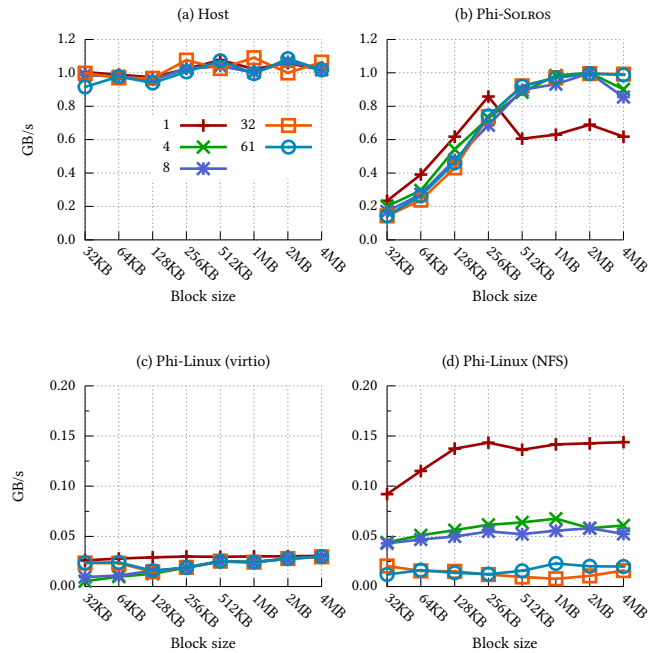 (a) Host
(b) Phi-Solros
GB/s
1.2
1.0
0.8
0.6
0.4
0.2
0.0
1
4
8
32
61
32KB
64KB
128KB
256KB
512KB
1MB
2MB
4MB
Block size
1.2
1.0
0.8
0.6
0.4
0.2
0.0
32KB
64KB
128KB
256KB
512KB
1MB
2MB
4MB
Block size
(c) Phi-Linux (virtio)
(d) Phi-Linux (NFS)
GB/s
0.20
0.15
0.10
0.05
0.00
32KB
64KB
128KB
256KB
512KB
1MB
2MB
4MB
Block size
0.20
0.15
0.10
0.05
0.00
32KB
64KB
128KB
256KB
512KB
1MB
2MB
4MB
Block size